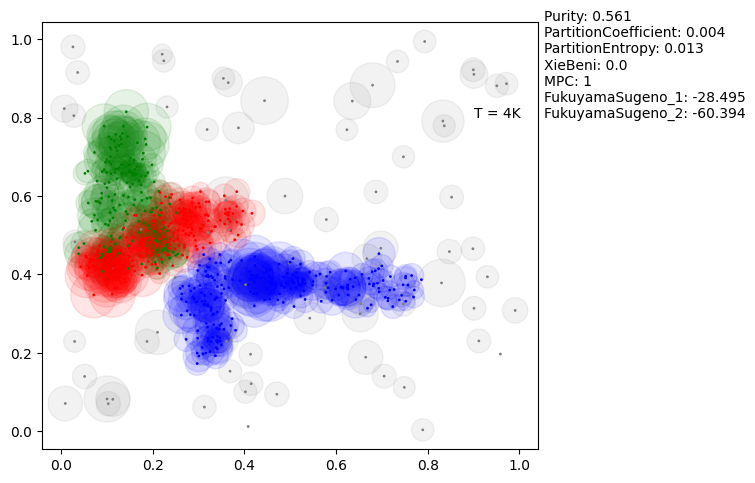 Purity: 0.561
PartitionCoefficient: 0.004
PartitionEntropy: 0.013
XieBeni: 0.0
MPC: 1
FukuyamaSugeno_1: -28.495
FukuyamaSugeno_2: -60.394
T = 4K
1.0
0.8
0.6
0.4
0.2
0.0
0.0 0.2 0.4 0.6 0.8 1.0